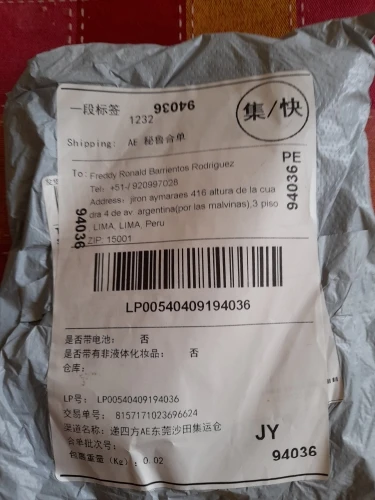 一段标签
94036
1232
集/快
Shipping: AE 秘鲁合单
PE
94036
To: Freddy Ronald Barrientos Rodriguez
Tel: +51-/ 920997028
Address: jiron aymaraes 416 altura de la cua
dra 4 de av. argentina(por las malvinas),3 piso
LIMA, LIMA, Peru
ZIP: 15001
94036
LP00540409194036
是否带电池: 否
是否带有非液体化妆品: 否
仓库:
LP号: LP00540409194036
交易单号: 8157171023696624
渠道名称: 递四方AE东莞沙田集运仓
合单批次号:
包裹重量(Kg): 0.02
JY
94036